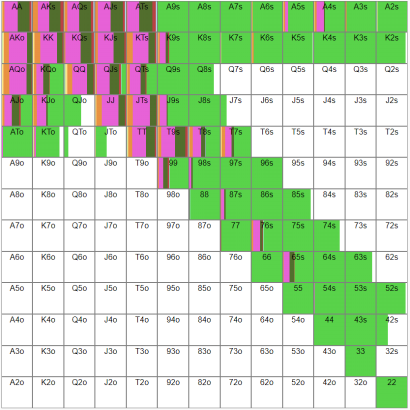 AA AKs AQs AJs ATs A9s A8s A7s A6s A5s A4s A3s A2s
AKo KK KQs KJs KTs K9s K8s K7s K6s K5s K4s K3s K2s
AQo KQo QQ QJs QTs Q9s Q8s Q7s Q6s Q5s Q4s Q3s Q2s
AJo KJo QJo JJ JTs J9s J8s J7s J6s J5s J4s J3s J2s
ATo KTo QTo JTo TT T9s T8s T7s T6s T5s T4s T3s T2s
A9o K9o Q9o J9o T9o 99 98s 97s 96s 95s 94s 93s 92s
A8o K8o Q8o J8o T8o 98o 88 87s 86s 85s 84s 83s 82s
A7o K7o Q7o J7o T7o 97o 87o 77 76s 75s 74s 73s 72s
A6o K6o Q6o J6o T6o 96o 86o 76o 66 65s 64s 63s 62s
A5o K5o Q5o J5o T5o 95o 85o 75o 65o 55 54s 53s 52s
A4o K4o Q4o J4o T4o 94o 84o 74o 64o 54o 44 43s 42s
A3o K3o Q3o J3o T3o 93o 83o 73o 63o 53o 43o 33 32s
A2o K2o Q2o J2o T2o 92o 82o 72o 62o 52o 42o 32o 22